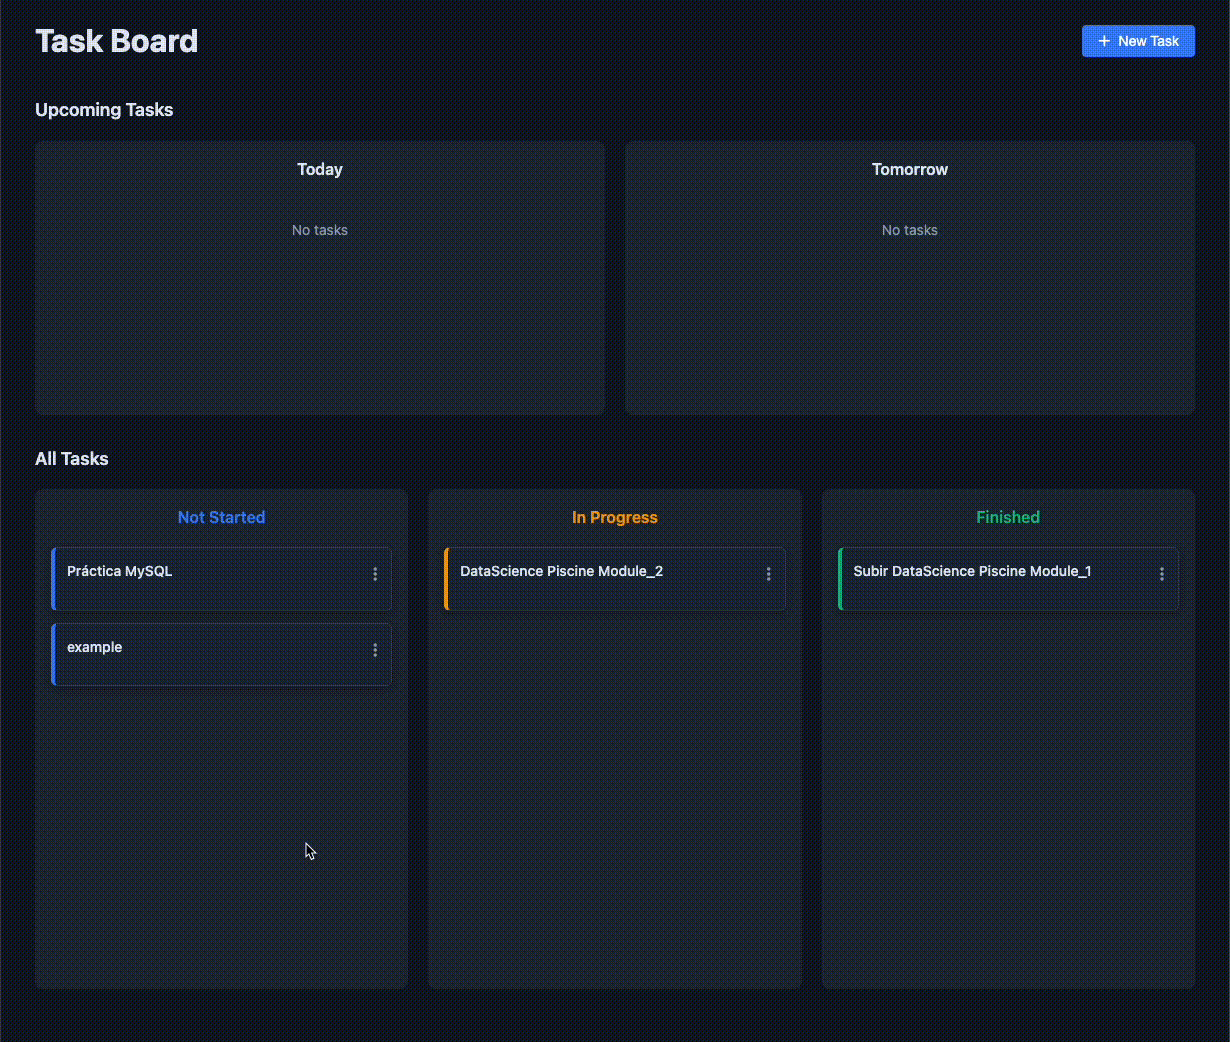 Task Board
+ New Task
Upcoming Tasks
Today
No tasks
Tomorrow
No tasks
All Tasks
Not Started
Práctica MySQL
example
In Progress
DataScience Piscine Module_2
Finished
Subir DataScience Piscine Module_1